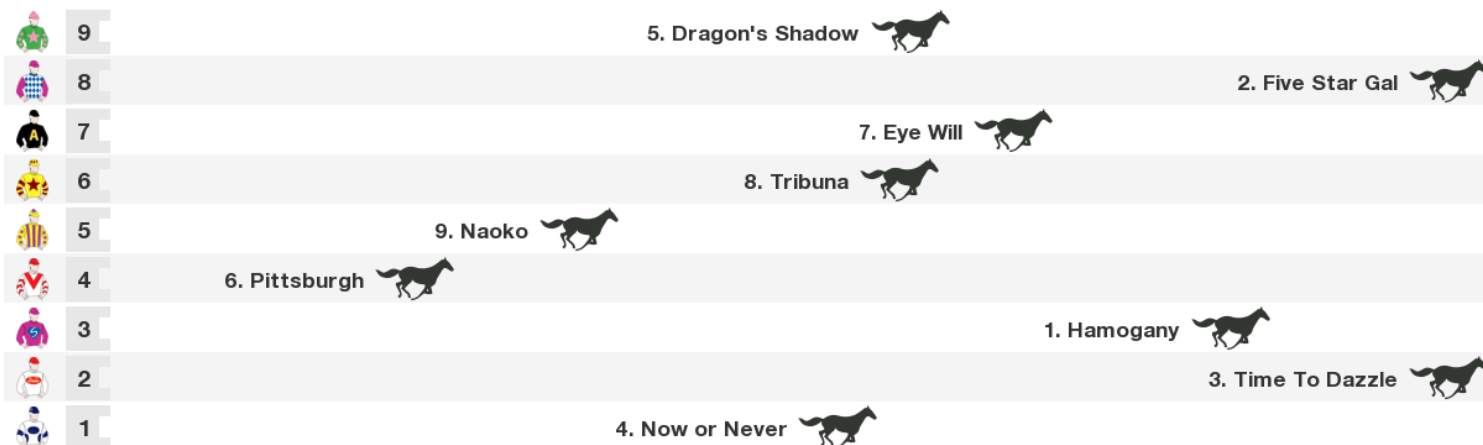 9 5. Dragon's Shadow
8 2. Five Star Gal
A 7 7. Eye Will
6 8. Tribuna
5 9. Naoko
4 6. Pittsburgh
3 1. Hamogany
2 3. Time To Dazzle
1 4. Now or Never